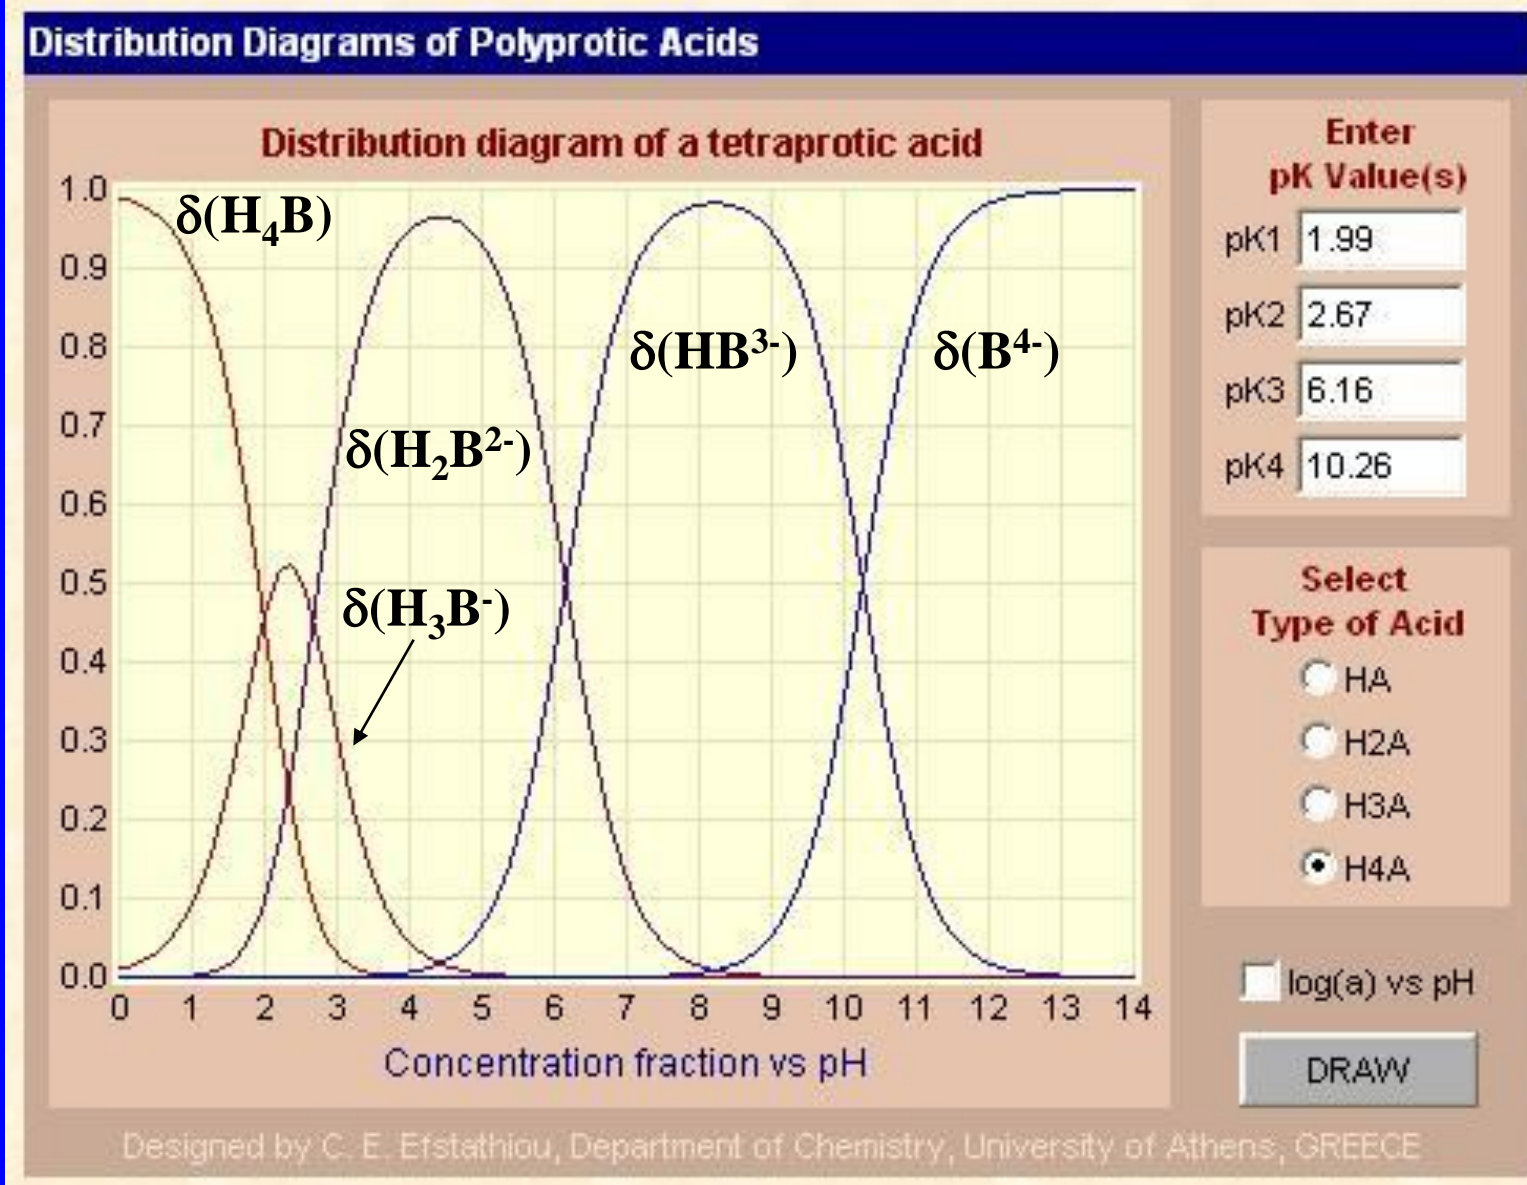 Distribution Diagrams of Polyprotic Acids
Distribution diagram of a tetraprotic acid
1.0
0.9
0.8
0.7
0.6
0.5
0.4
0.3
0.2
0.1
0.0
δ(H₄B)
δ(HB³⁻)
δ(B⁴⁻)
δ(H₂B²⁻)
δ(H₃B⁻)
0 1 2 3 4 5 6 7 8 9 10 11 12 13 14
Concentration fraction vs pH
Enter
pK Value(s)
pK1 1.99
pK2 2.67
pK3 6.16
pK4 10.26
Select
Type of Acid
HA
H2A
H3A
H4A
log(a) vs pH
DRAW
Designed by C. E. Efstathiou, Department of Chemistry, University of Athens, GREECE